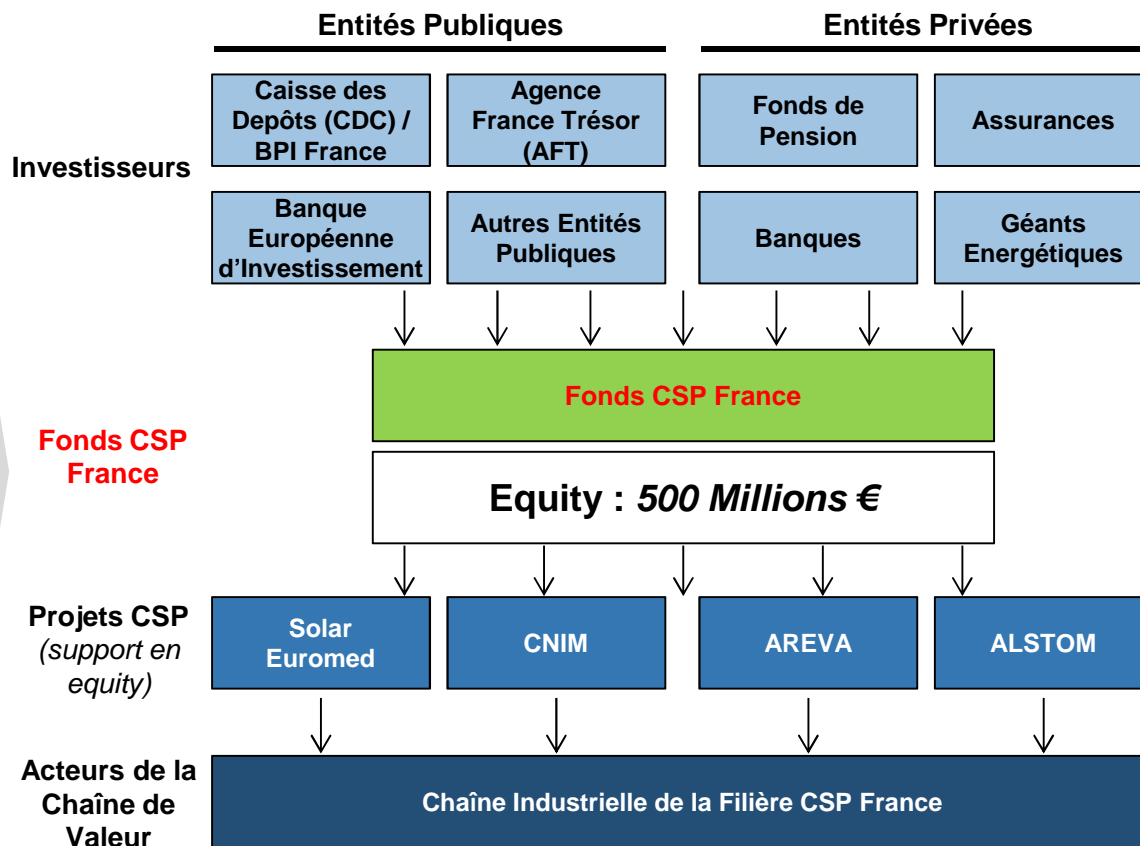 Entités Publiques
Entités Privées
Investisseurs
Caisse des
Depôts (CDC) /
BPI France
Agence
France Trésor
(AFT)
Fonds de
Pension
Assurances
Banque
Européenne
d’Investissement
Autres Entités
Publiques
Banques
Géants
Energétiques
Fonds CSP
France
Fonds CSP France
Equity : 500 Millions €
Projets CSP
(support en
equity)
Solar
Euromed
CNIM
AREVA
ALSTOM
Acteurs de la
Chaîne de
Valeur
Chaîne Industrielle de la Filière CSP France